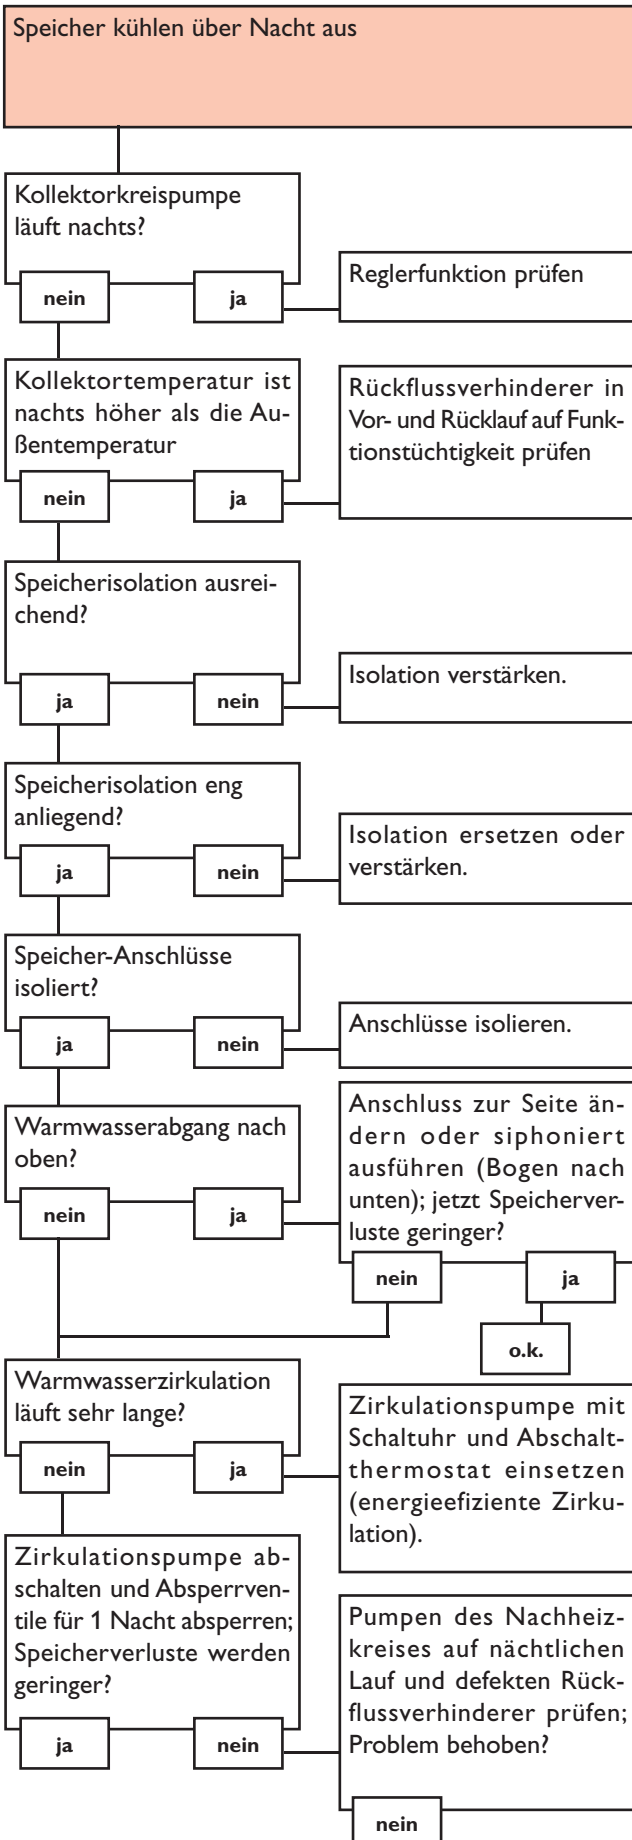 Speicher kühlen über Nacht aus
Kollektorkreispumpe
läuft nachts?
nein
ja
Reglerfunktion prüfen
Kollektortemperatur ist
nachts höher als die Au-
ßentemperatur
nein
ja
Rückflussverhinderer in
Vor- und Rücklauf auf Funk-
tionstüchtigkeit prüfen
Speicherisolation ausrei-
chend?
ja
nein
Isolation verstärken.
Speicherisolation eng
anliegend?
ja
nein
Isolation ersetzen oder
verstärken.
Speicher-Anschlüsse
isoliert?
ja
nein
Anschlüsse isolieren.
Warmwasserabgang nach
oben?
nein
ja
Anschluss zur Seite än-
dern oder siphoniert
ausführen (Bogen nach
unten); jetzt Speicherver-
luste geringer?
nein
ja
o.k.
Warmwasserzirkulation
läuft sehr lange?
nein
ja
Zirkulationspumpe mit
Schaltuhr und Abschalt-
thermostat einsetzen
(energieefiziente Zirku-
lation).
Zirkulationspumpe ab-
schalten und Absperrven-
tile für 1 Nacht absperren;
Speicherverluste werden
geringer?
ja
nein
Pumpen des Nachheiz-
kreises auf nächtlichen
Lauf und defekten Rück-
flussverhinderer prüfen;
Problem behoben?
nein